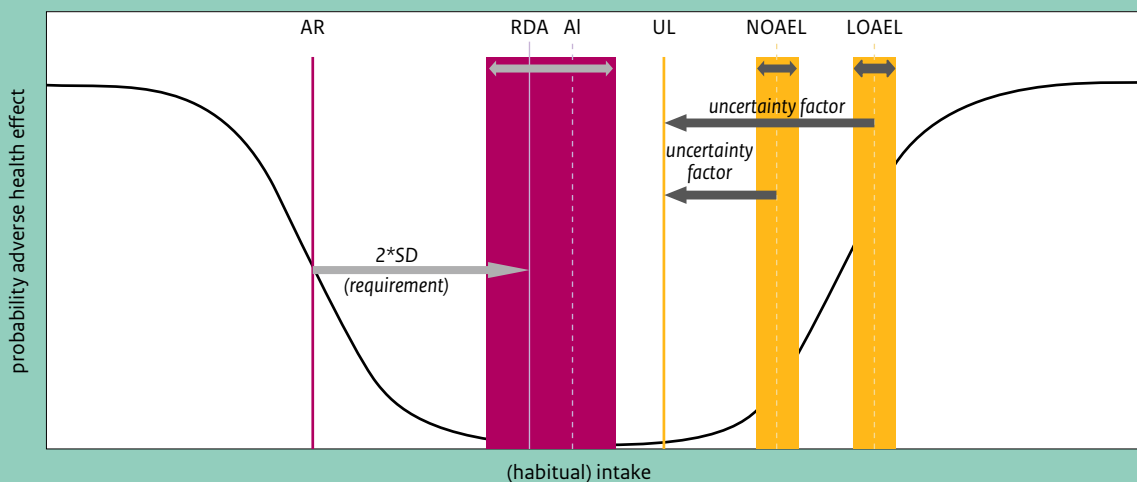 AR
RDA
AI
UL
NOAEL
LOAEL
uncertainty factor
uncertainty
factor
2*SD
(requirement)
probability adverse health effect
(habitual) intake